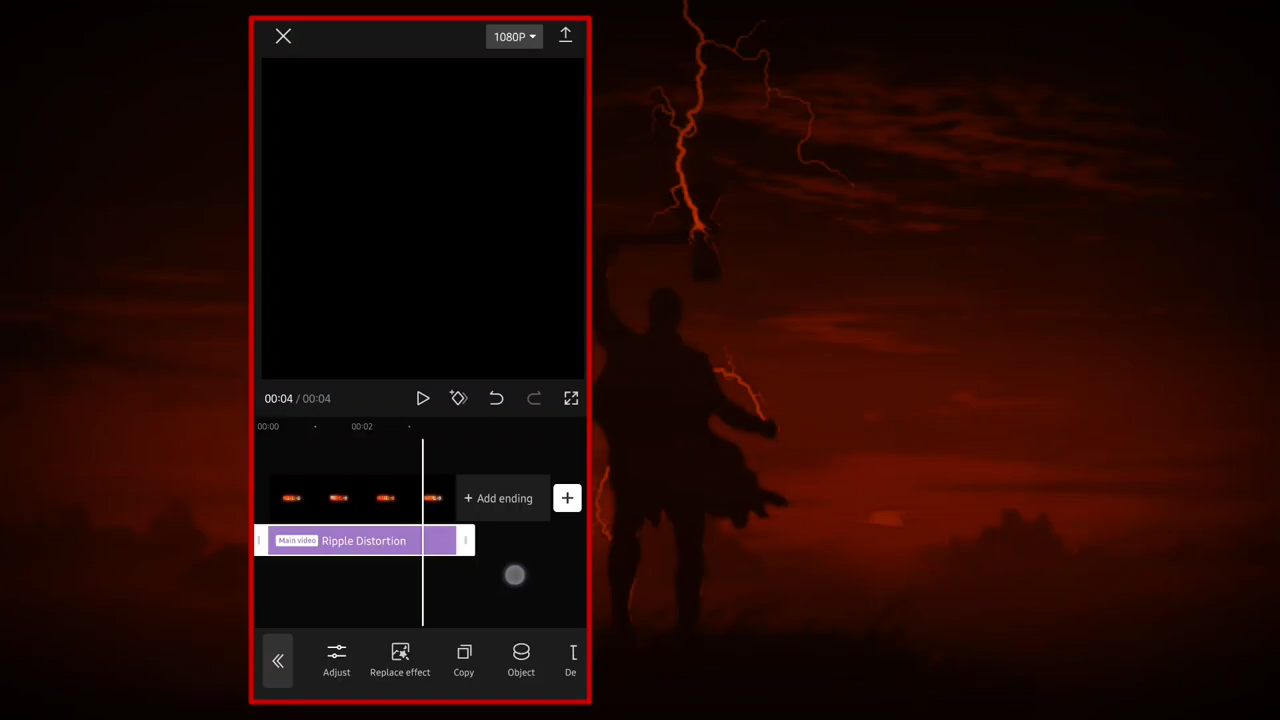 1080P
00:04 / 00:04
00:00 00:02
+ Add ending
Main video Ripple Distortion
Adjust Replace effect Copy Object De